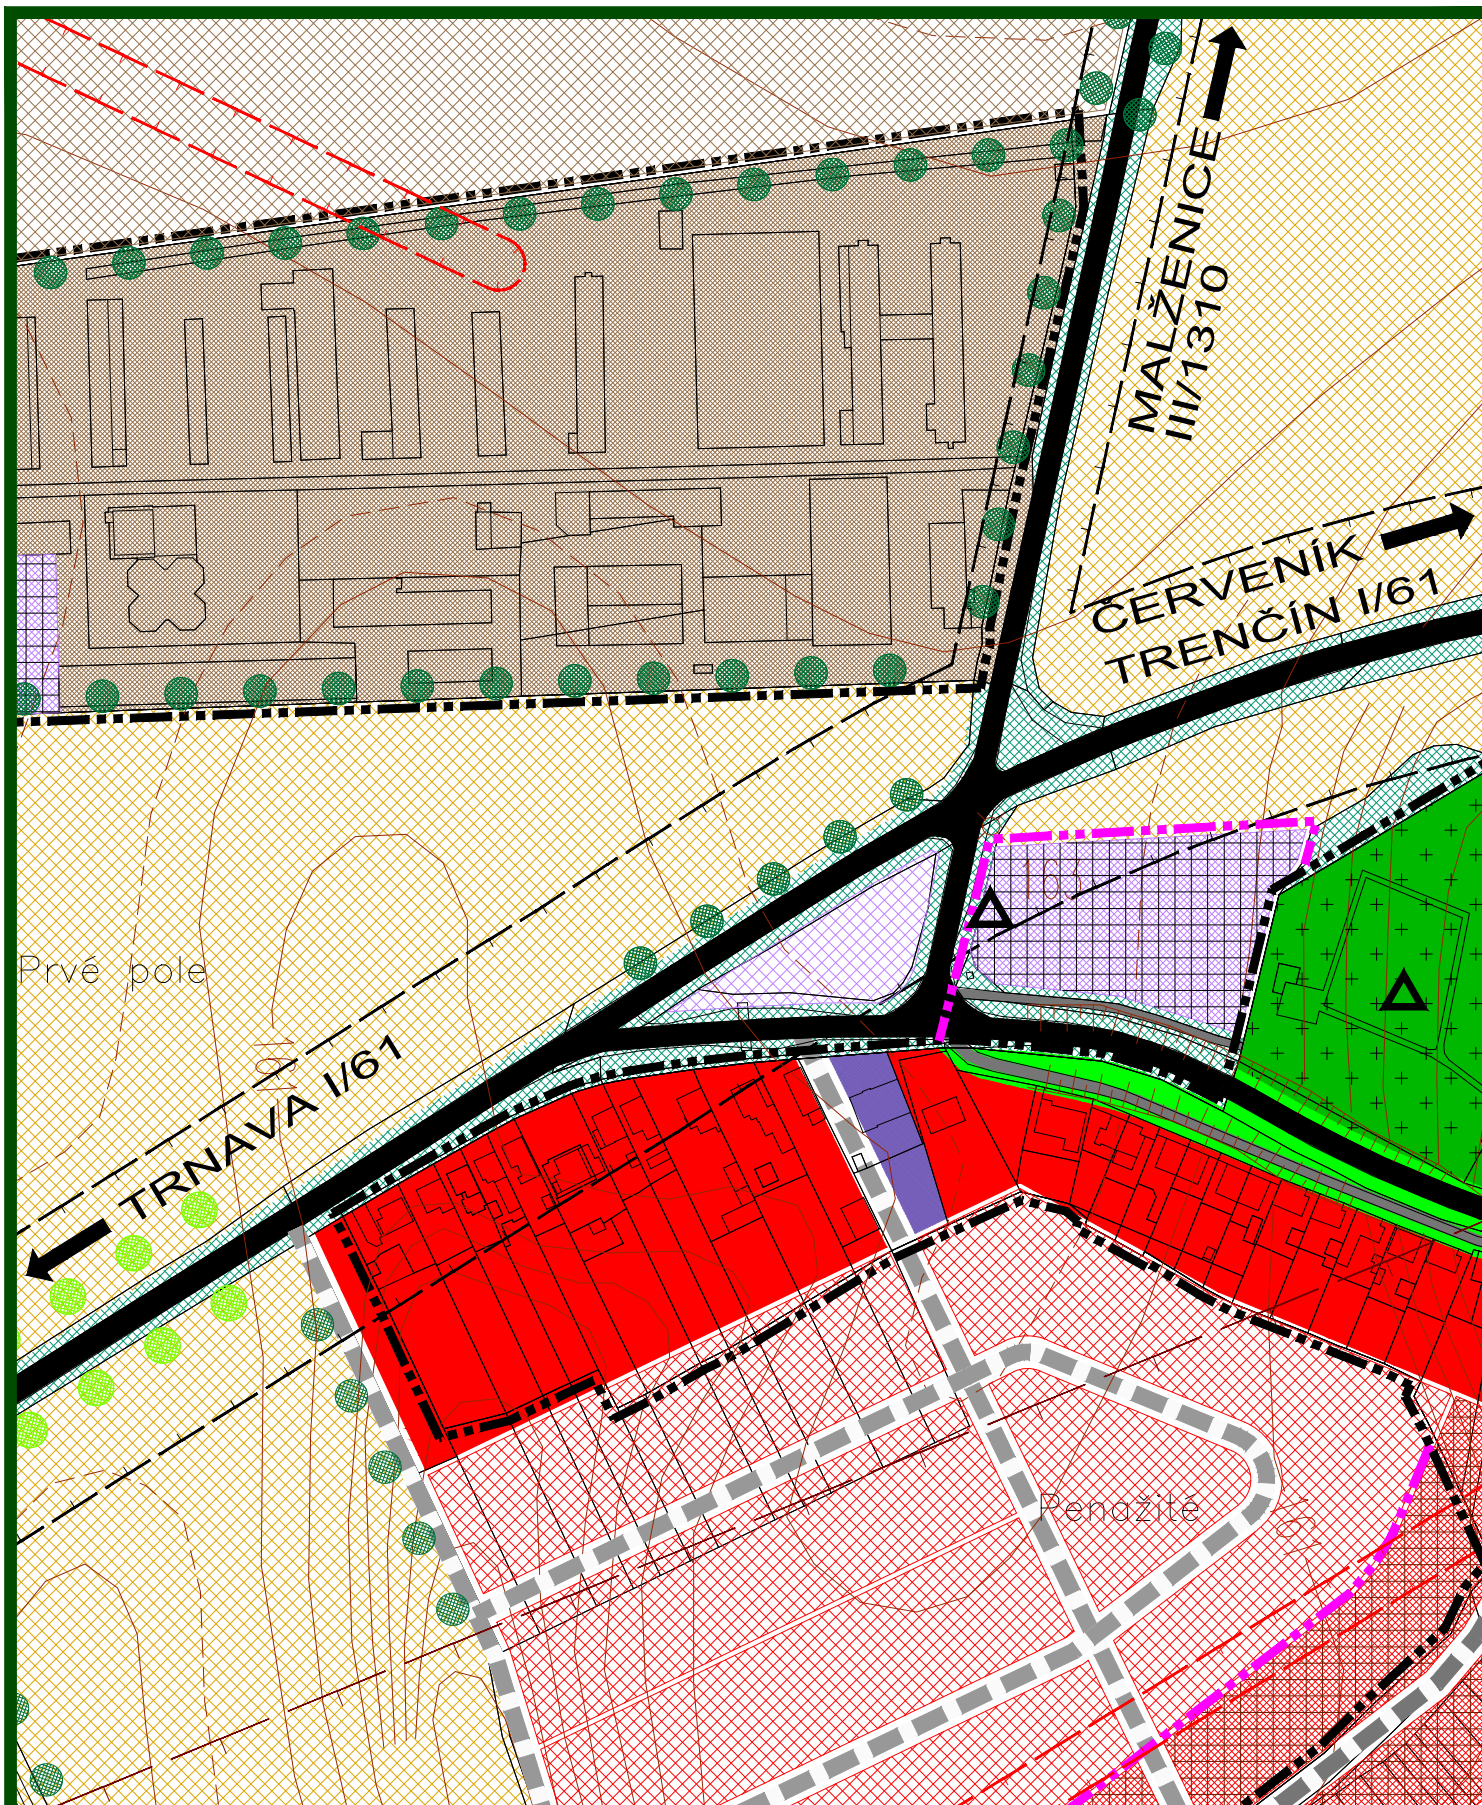 MALŽENICE
III/1310
ČERVENÍK
TRENČÍN I/61
Prvé pole
TRNAVA I/61
Penažité